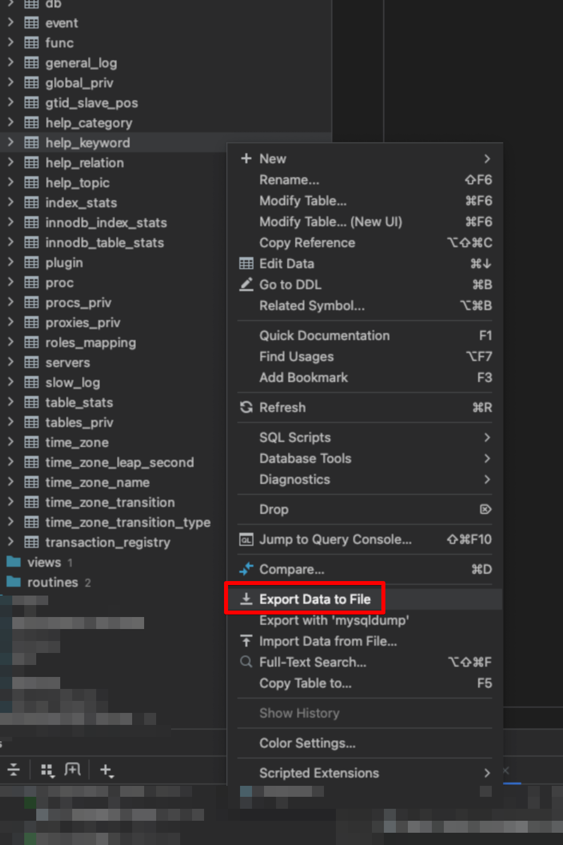 db
event
func
general_log
global_priv
gtid_slave_pos
help_category
help_keyword
help_relation
help_topic
index_stats
innodb_index_stats
innodb_table_stats
plugin
proc
procs_priv
proxies_priv
roles_mapping
servers
slow_log
table_stats
tables_priv
time_zone
time_zone_leap_second
time_zone_name
time_zone_transition
time_zone_transition_type
transaction_registry
views 1
routines 2
New
Rename... ⇧F6
Modify Table... ⌘F6
Modify Table... (New UI) ⌘F6
Copy Reference ⌥⇧⌘C
Edit Data ⌘↓
Go to DDL ⌘B
Related Symbol... ⌥⌘B
Quick Documentation F1
Find Usages ⌥F7
Add Bookmark F3
Refresh ⌘R
SQL Scripts
Database Tools
Diagnostics
Drop ⌦
QL Jump to Query Console... ⇧⌘F10
Compare... ⌘D
Export Data to File
Export with 'mysqldump'
Import Data from File...
Full-Text Search... ⌥⇧⌘F
Copy Table to... F5
Show History
Color Settings...
Scripted Extensions